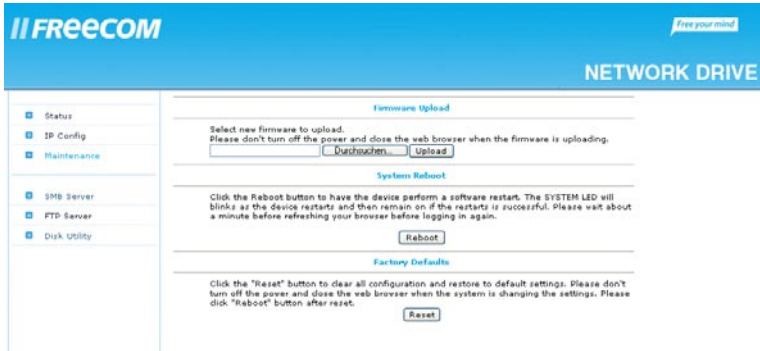 FREECOM
Free your mind
NETWORK DRIVE
Status
IP Config
Maintenance
SMB Server
FTP Server
Disk Utility
Firmware Upload
Select new firmware to upload.
Please don't turn off the power and close the web browser when the firmware is uploading.
Durchsuchen... Upload
System Reboot
Click the Reboot button to have the device perform a software restart. The SYSTEM LED will
blinks as the device restarts and then remain on if the restarts is successful. Please wait about
a minute before refreshing your browser before logging in again.
Reboot
Factory Defaults
Click the "Reset" button to clear all configuration and restore to default settings. Please don't
turn off the power and close the web browser when the system is changing the settings. Please
click "Reboot" button after reset.
Reset